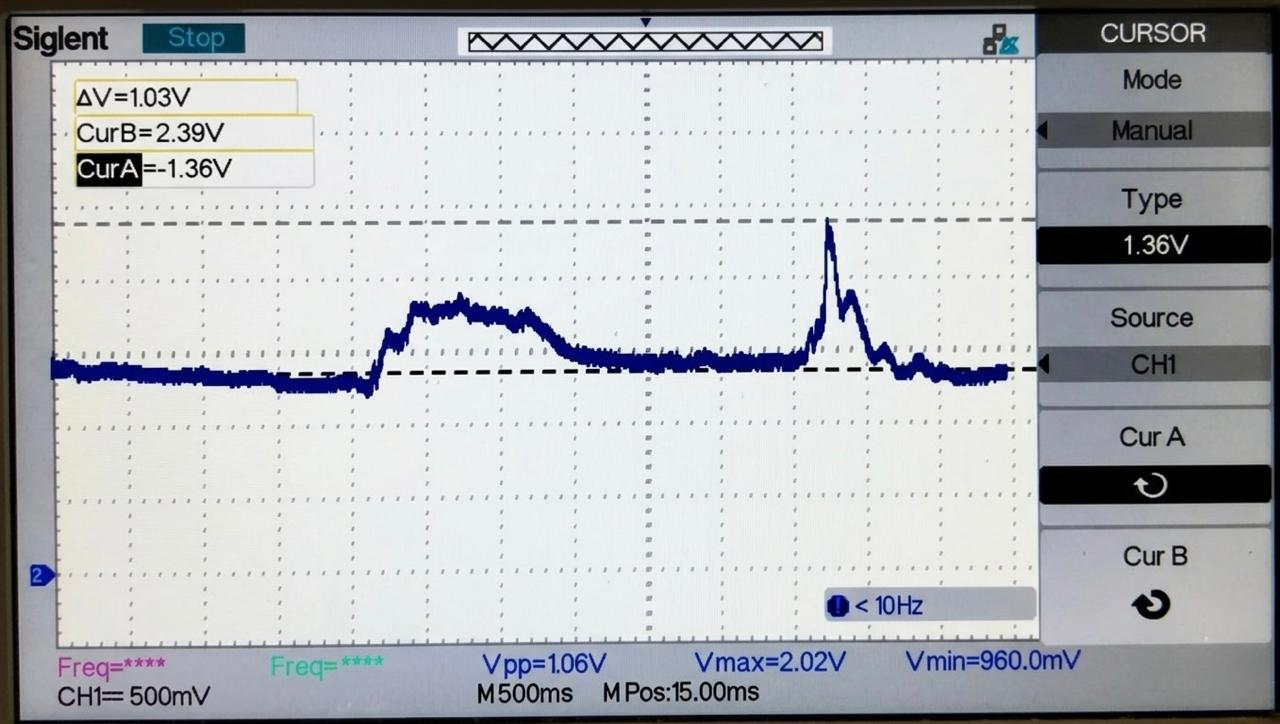 Siglent Stop
CURSOR
ΔV=1.03V
CurB=2.39V
CurA=-1.36V
Mode
Manual
Type
1.36V
Source
CH1
Cur A
Cur B
2
! < 10Hz
Freq=**** Freq=**** Vpp=1.06V Vmax=2.02V Vmin=960.0mV
CH1 500mV M 500ms M Pos:15.00ms